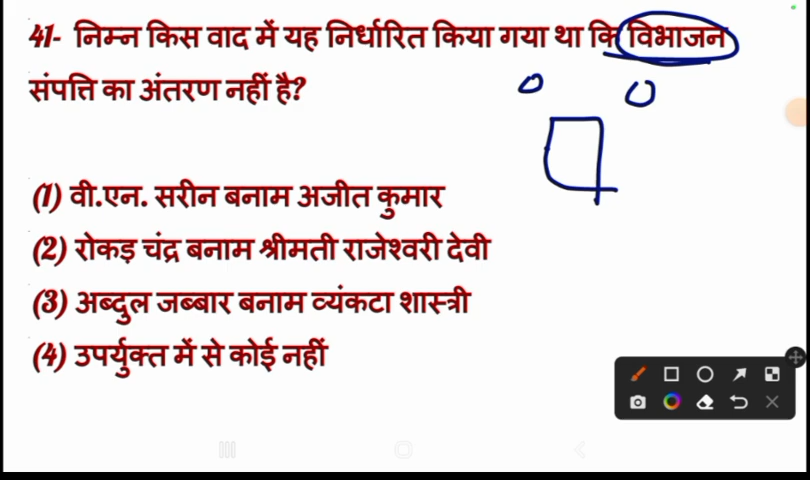 41- निम्न किस वाद में यह निर्धारित किया गया था कि विभाजन
संपत्ति का अंतरण नहीं है?
(1) वी.एन. सरीन बनाम अजीत कुमार
(2) रोकड़ चंद्र बनाम श्रीमती राजेश्वरी देवी
(3) अब्दुल जब्बार बनाम व्यंकटा शास्त्री
(4) उपर्युक्त में से कोई नहीं